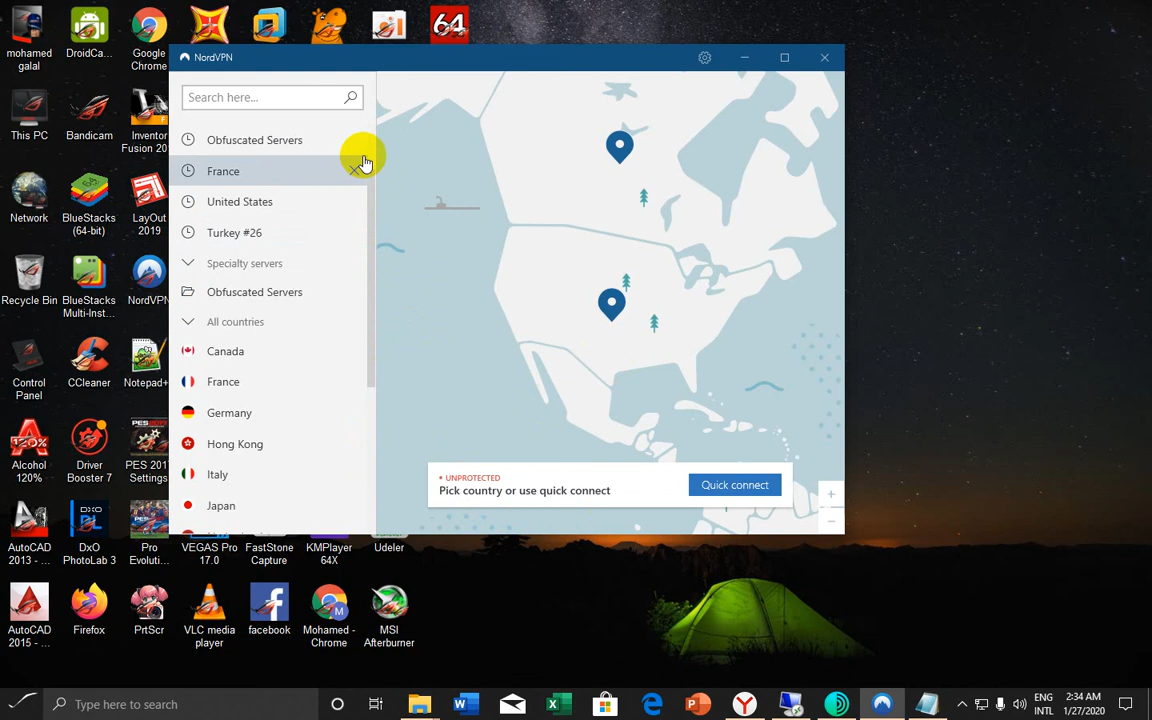 mohamed
galal
DroidCa...
Google
Chrome
64
This PC
Bandicam
Inventor
Fusion 20
Network
BlueStacks
(64-bit)
LayOut
2019
Recycle Bin
BlueStacks
Multi-Inst...
NordVPN
Control
Panel
CCleaner
Notepad+
Alcohol
120%
Driver
Booster 7
PES 201
Settings
AutoCAD
2013 - ...
DxO
PhotoLab 3
Pro
Evoluti...
VEGAS Pro
17.0
FastStone
Capture
KMPlayer
64X
Udeler
AutoCAD
2015 - ...
Firefox
PrtScr
VLC media
player
facebook
Mohamed -
Chrome
MSI
Afterburner
NordVPN
Search here...
Obfuscated Servers
France
United States
Turkey #26
Specialty servers
Obfuscated Servers
All countries
Canada
France
Germany
Hong Kong
Italy
Japan
UNPROTECTED
Pick country or use quick connect
Quick connect
Type here to search
ENG
INTL
2:34 AM
1/27/2020